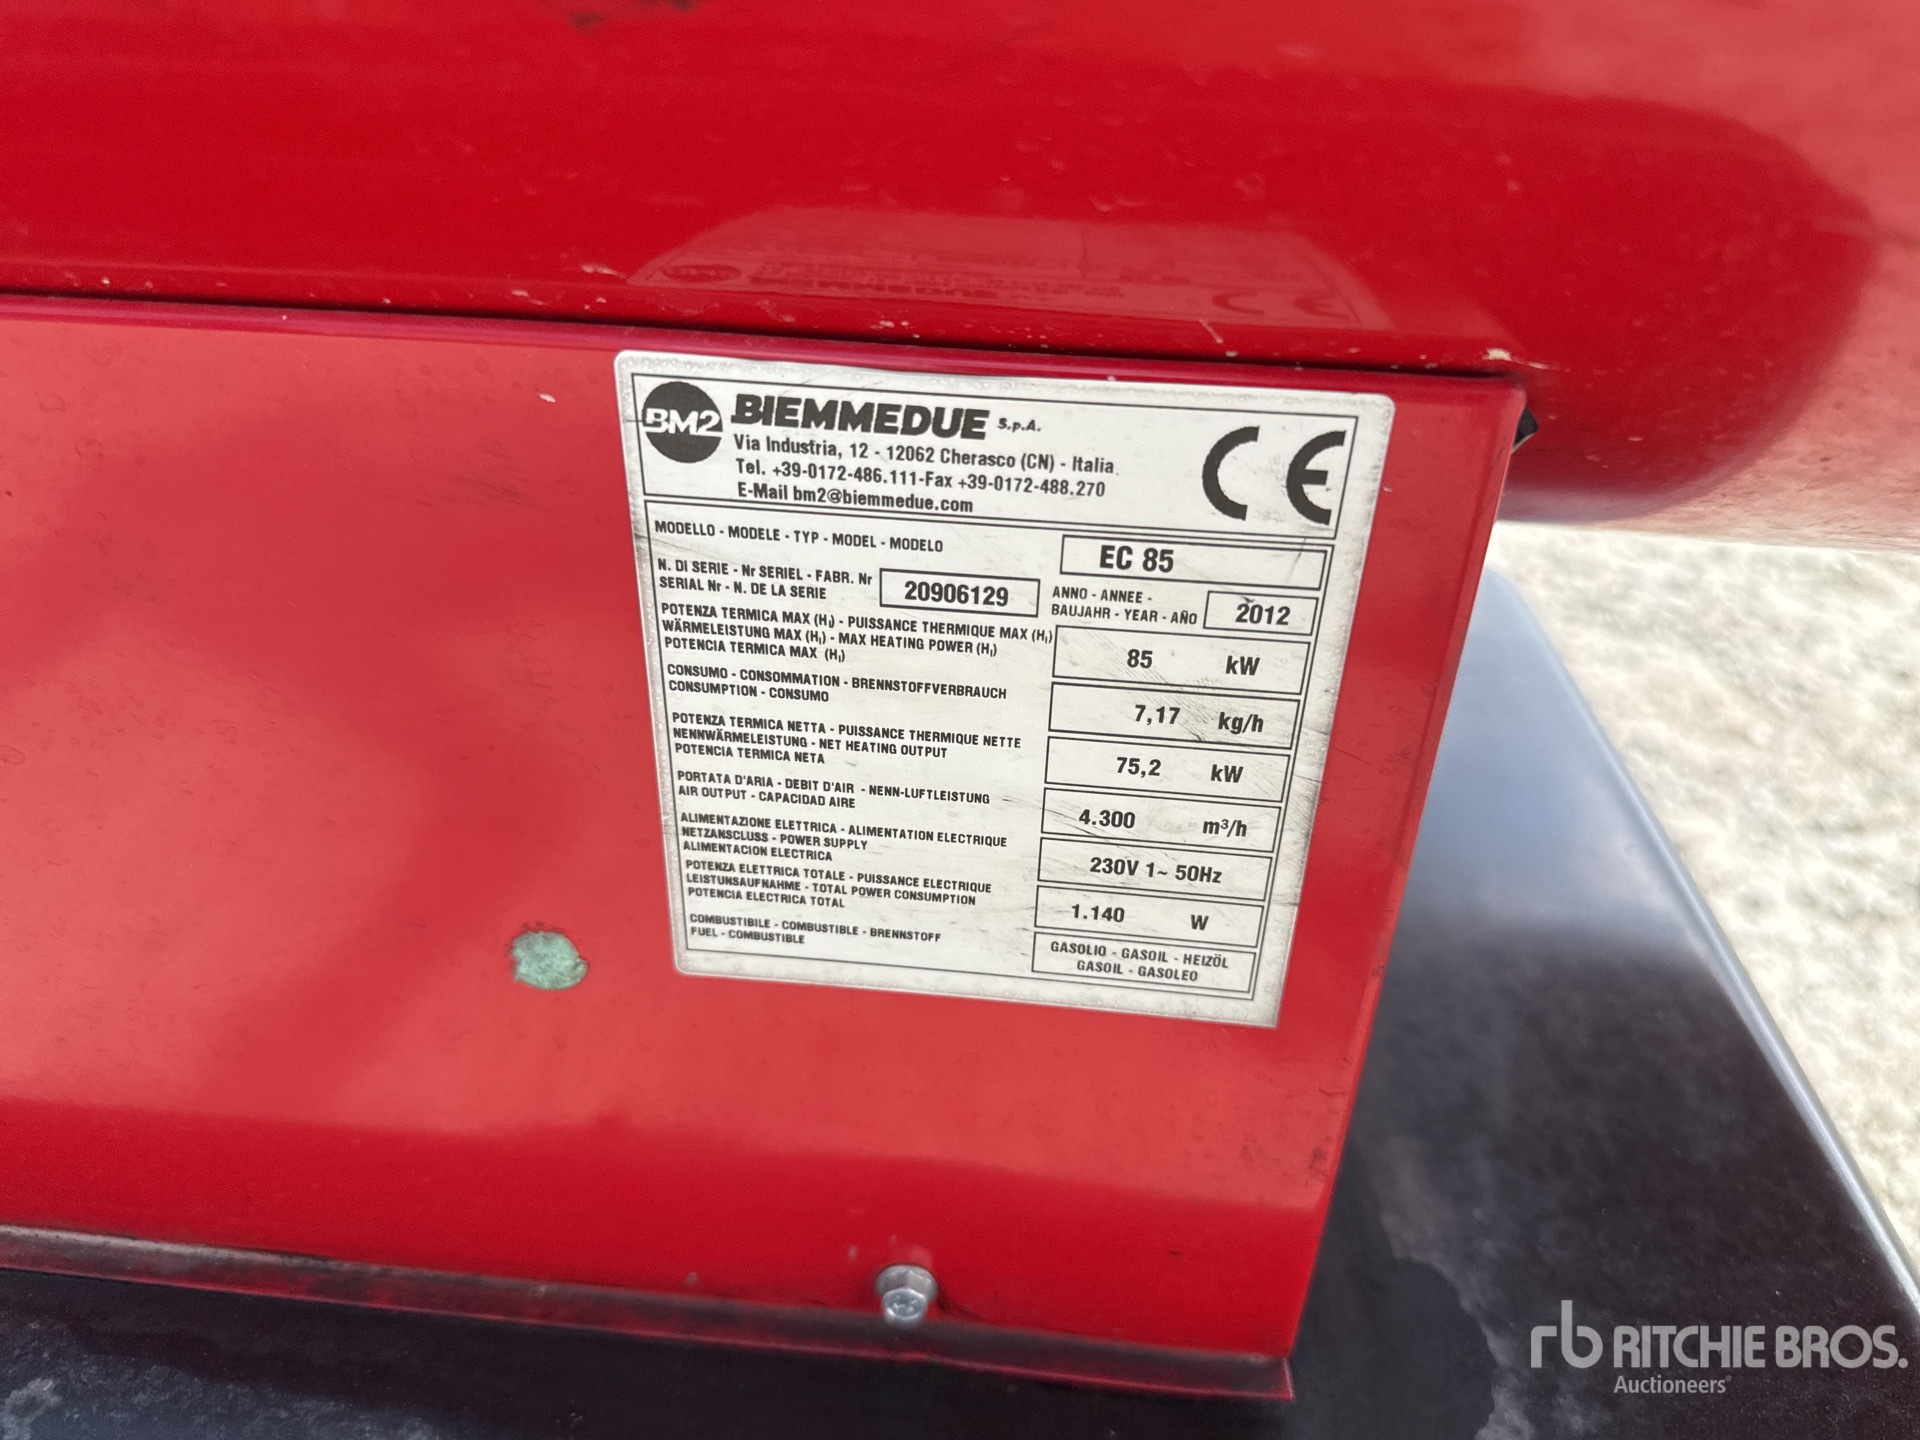 BM2 BIEMMEDUE S.p.A.
Via Industria, 12 - 12062 Cherasco (CN) - Italia
Tel. +39-0172-486.111-Fax +39-0172-488.270
E-Mail bm2@biemmedue.com
CE
MODELLO - MODELE - TYP - MODEL - MODELO
EC 85
N. DI SERIE - Nr SERIEL - FABR. Nr
SERIAL Nr - N. DE LA SERIE
20906129
ANNO - ANNEE -
BAUJAHR - YEAR - AÑO
2012
POTENZA TERMICA MAX (Hi) - PUISSANCE THERMIQUE MAX (Hi)
WÄRMELEISTUNG MAX (Hi) - MAX HEATING POWER (Hi)
POTENCIA TERMICA MAX (Hi)
85 kW
CONSUMO - CONSOMMATION - BRENNSTOFFVERBRAUCH
CONSUMPTION - CONSUMO
7,17 kg/h
POTENZA TERMICA NETTA - PUISSANCE THERMIQUE NETTE
NENNWÄRMELEISTUNG - NET HEATING OUTPUT
POTENCIA TERMICA NETA
75,2 kW
PORTATA D'ARIA - DEBIT D'AIR - NENN-LUFTLEISTUNG
AIR OUTPUT - CAPACIDAD AIRE
4.300 m³/h
ALIMENTAZIONE ELETTRICA - ALIMENTATION ELECTRIQUE
NETZANSCLUSS - POWER SUPPLY
ALIMENTACION ELECTRICA
230V 1~ 50Hz
POTENZA ELETTRICA TOTALE - PUISSANCE ELECTRIQUE
LEISTUNSAUFNAHME - TOTAL POWER CONSUMPTION
POTENCIA ELECTRICA TOTAL
1.140 W
COMBUSTIBILE - COMBUSTIBLE - BRENNSTOFF
FUEL - COMBUSTIBLE
GASOLIO - GASOIL - HEIZÖL
GASOIL - GASOLEO
rb RITCHIE BROS.
Auctioneers